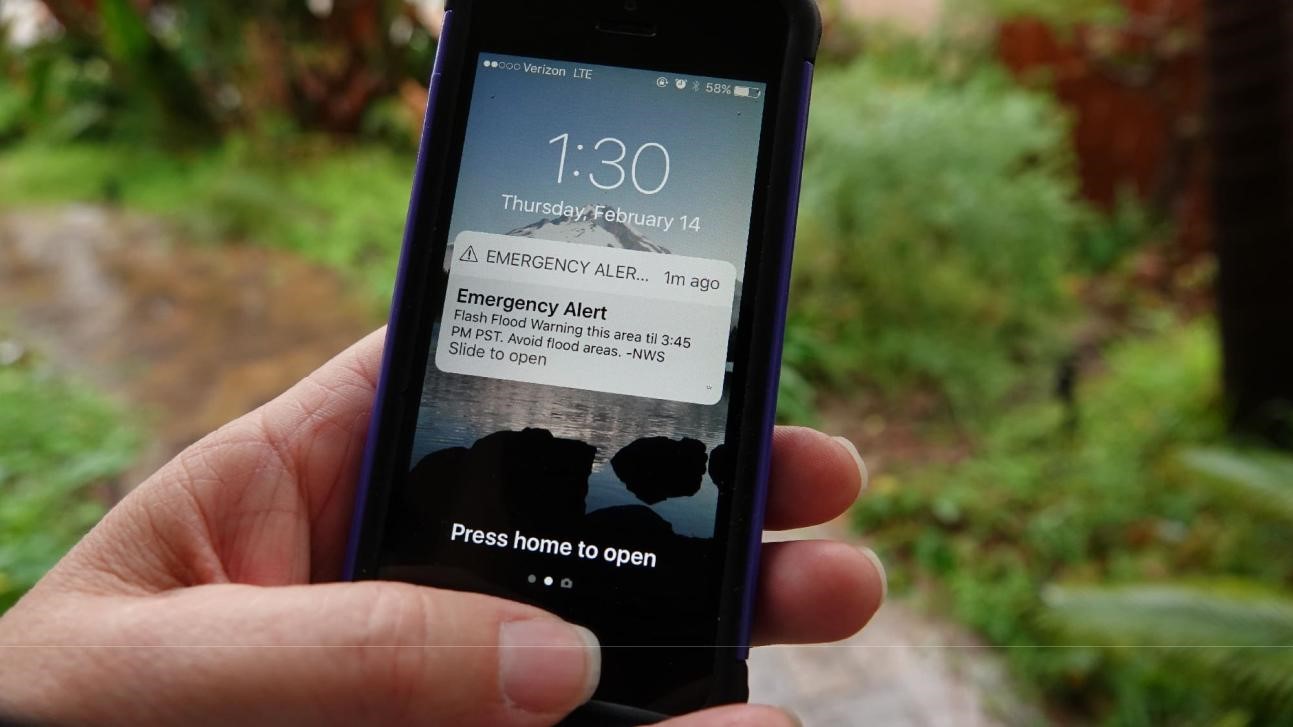 Verizon LTE 58%
1:30
Thursday, February 14
EMERGENCY ALER... 1m ago
Emergency Alert
Flash Flood Warning this area til 3:45
PM PST. Avoid flood areas. -NWS
Slide to open
Press home to open